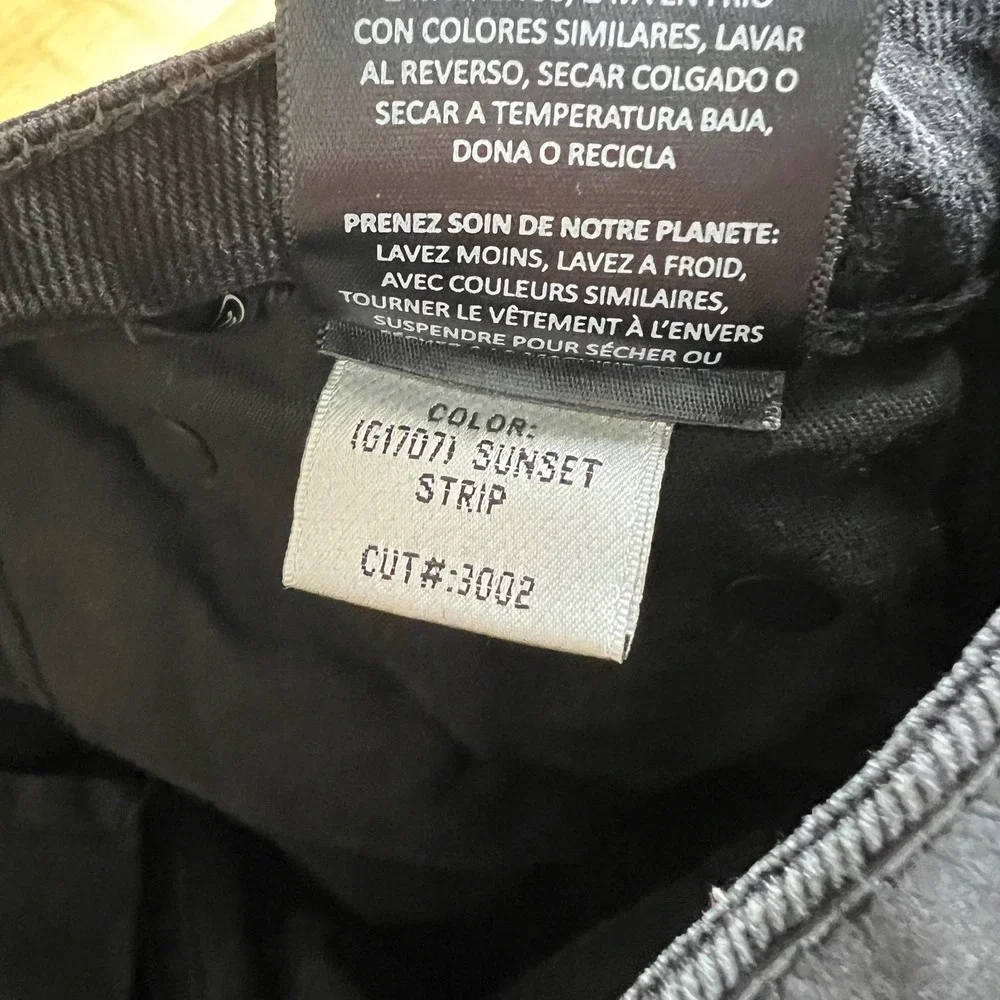 CON COLORES SIMILARES, LAVAR
AL REVERSO, SECAR COLGADO O
SECAR A TEMPERATURA BAJA,
DONA O RECICLA
PRENEZ SOIN DE NOTRE PLANETE:
LAVEZ MOINS, LAVEZ A FROID,
AVEC COULEURS SIMILAIRES,
TOURNER LE VÊTEMENT À L'ENVERS
SUSPENDRE POUR SÉCHER OU
COLOR:
(G1707) SUNSET
STRIP
CUT#:3002